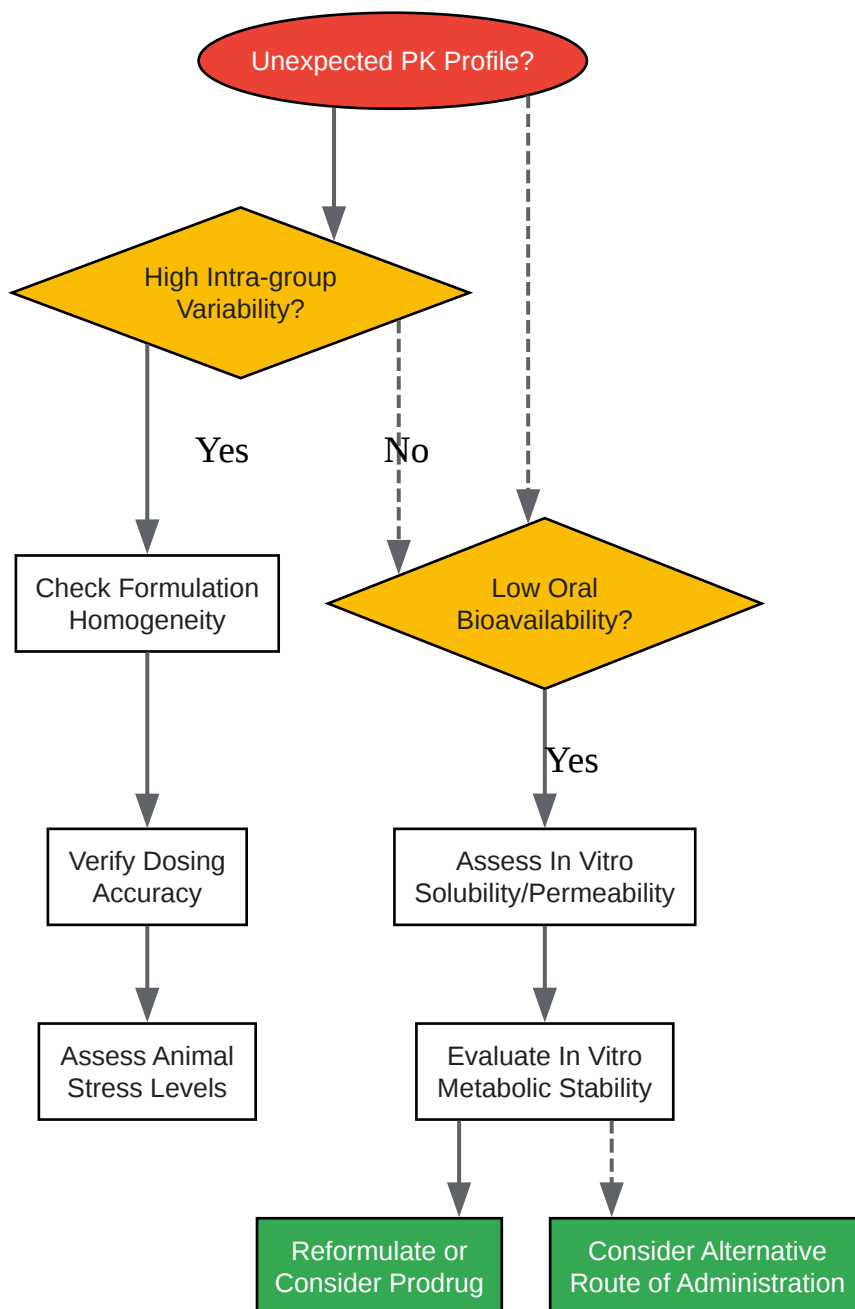 Unexpected PK Profile?
High Intra-group
Variability?
Yes
No
Check Formulation
Homogeneity
Low Oral
Bioavailability?
Yes
Verify Dosing
Accuracy
Assess In Vitro
Solubility/Permeability
Assess Animal
Stress Levels
Evaluate In Vitro
Metabolic Stability
Reformulate or
Consider Prodrug
Consider Alternative
Route of Administration